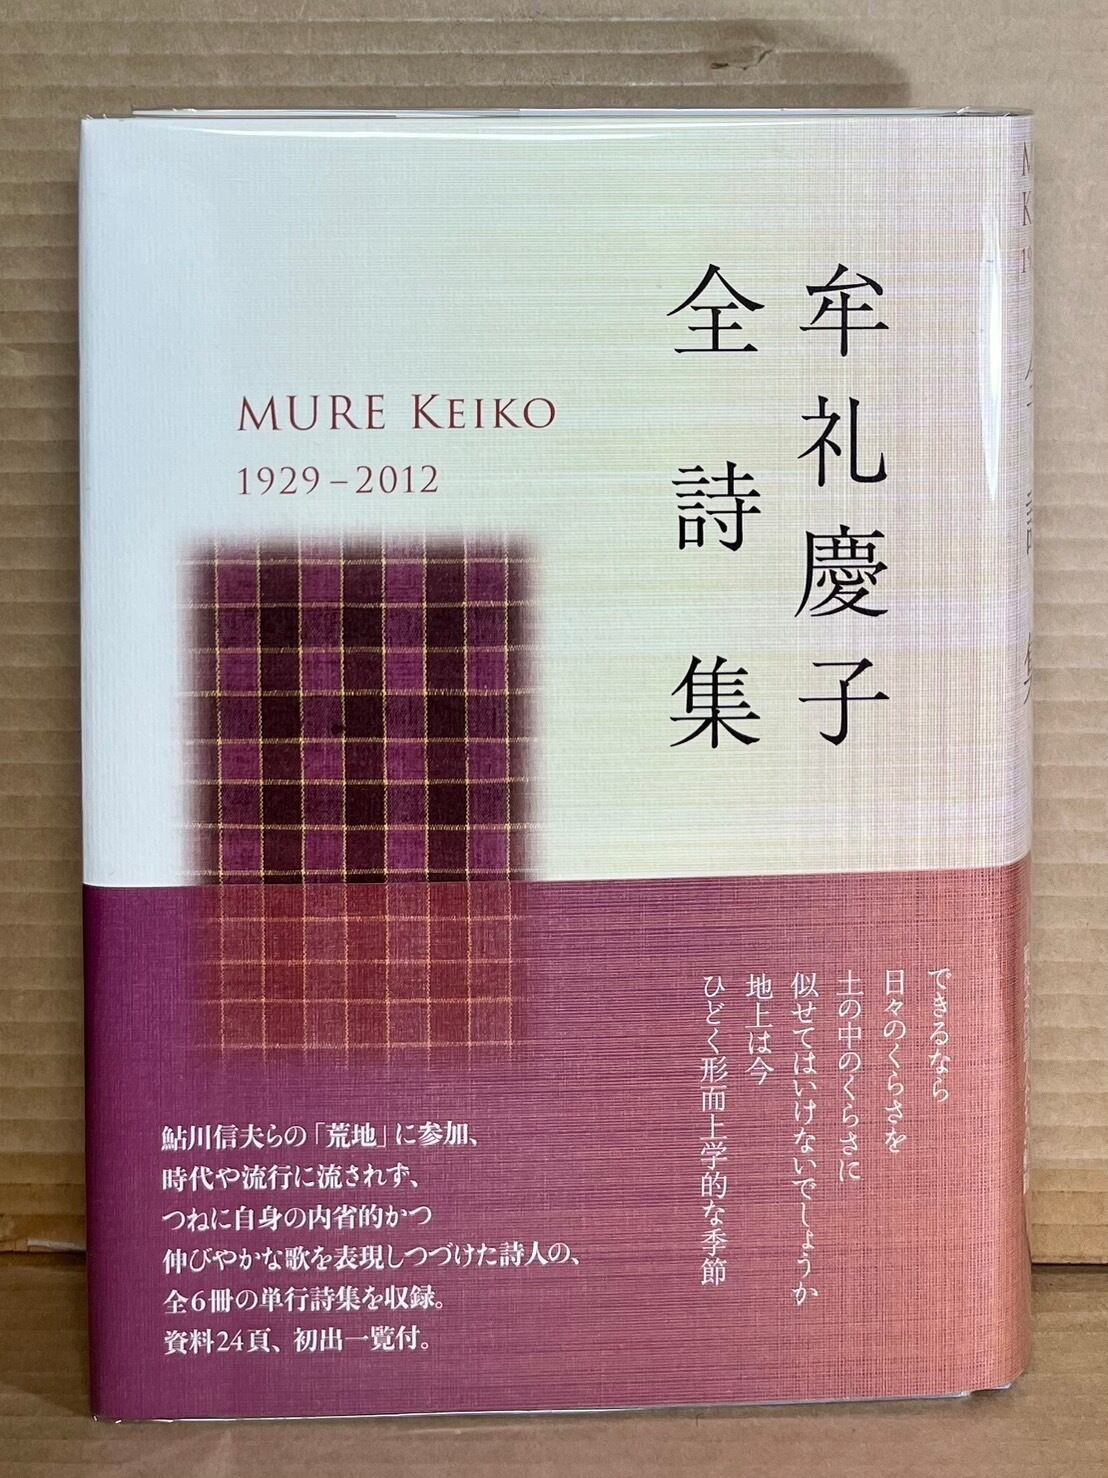 牟礼慶子
全詩集
MURE KEIKO
1929–2012
できるなら
日々のくらさを
土の中のくらさに
似せてはいけないでしょうか
地上は今
ひどく形而上学的な季節
鮎川信夫らの「荒地」に参加、
時代や流行に流されず、
つねに自身の内省的かつ
伸びやかな歌を表現しつづけた詩人の、
全6冊の単行詩集を収録。
資料24頁、初出一覧付。